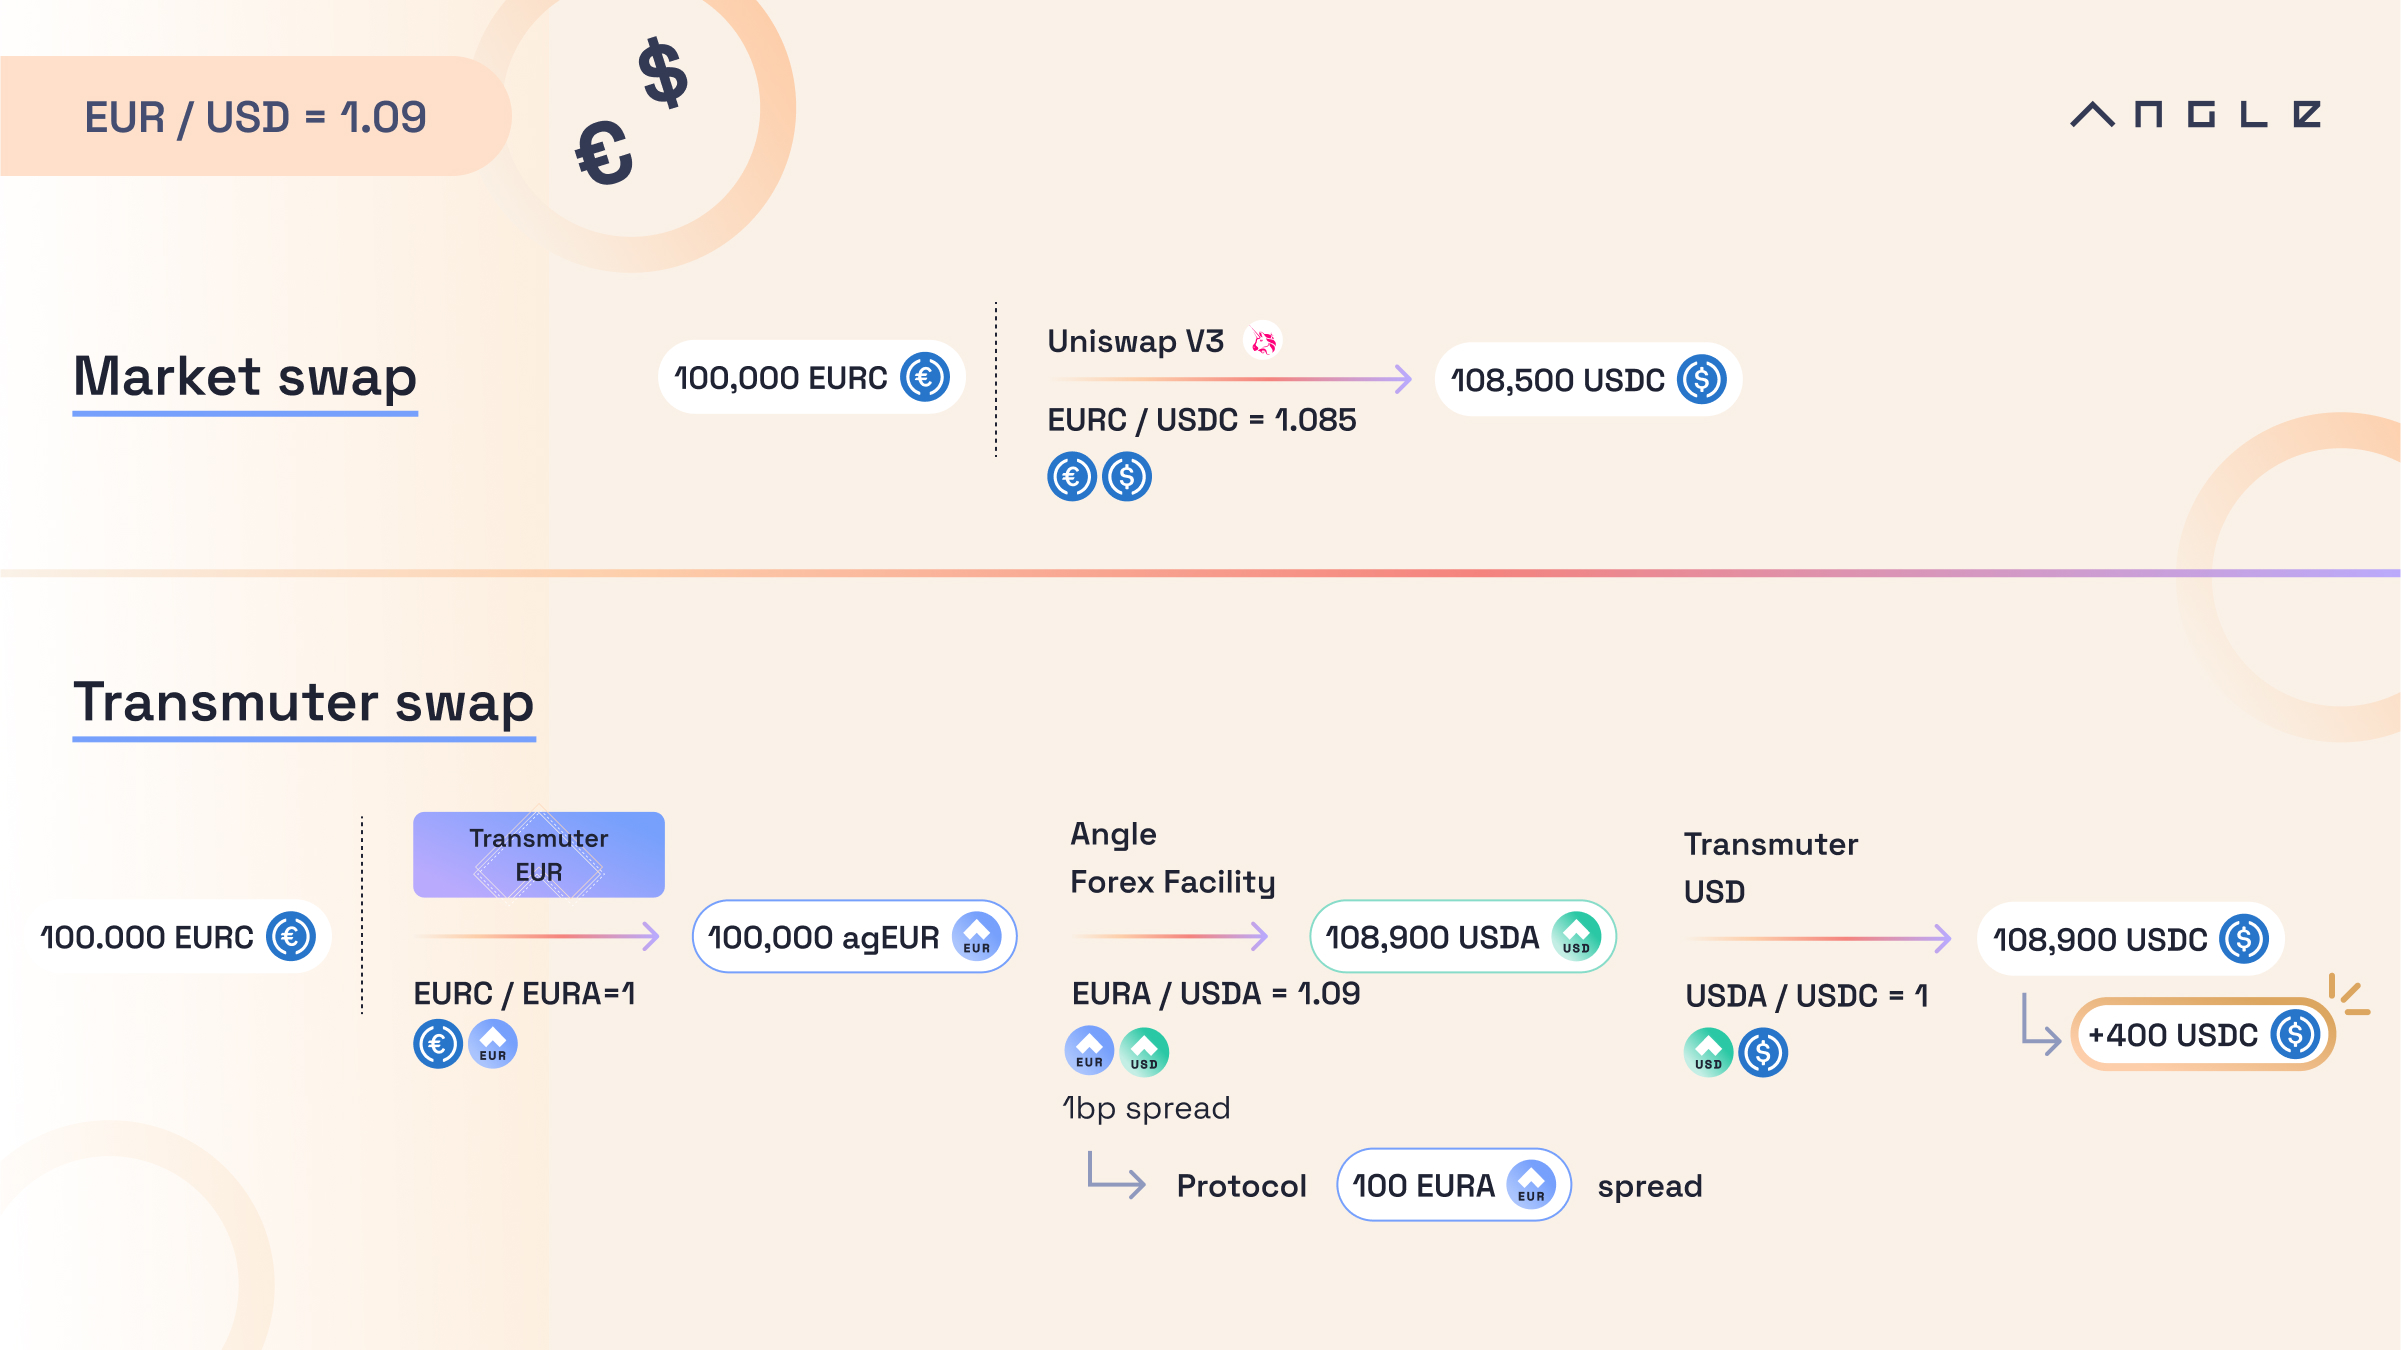 EUR / USD = 1.09
$
€
ANGLE
Market swap
100,000 EURC €
Uniswap V3
EURC / USDC = 1.085
€ $
108,500 USDC $
Transmuter swap
100.000 EURC €
Transmuter
EUR
EURC / EURA=1
€ EUR
100,000 agEUR EUR
Angle
Forex Facility
EURA / USDA = 1.09
EUR USD
1bp spread
Protocol 100 EURA EUR spread
108,900 USDA USD
Transmuter
USD
USDA / USDC = 1
USD $
108,900 USDC $
+400 USDC $